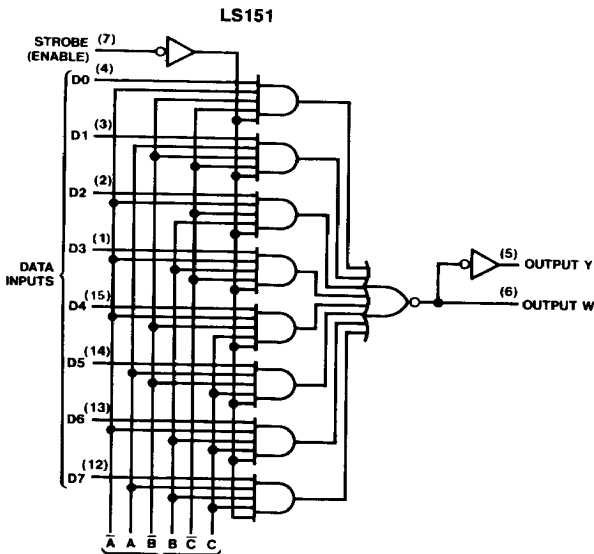 LS151
STROBE (7)
(ENABLE)
(4)
D0
(3)
D1
(2)
D2
(1)
D3
DATA
INPUTS
(15)
D4
(14)
D5
(13)
D6
(12)
D7
(5)
OUTPUT Y
(6)
OUTPUT W
A̅ A B̅ B C̅ C